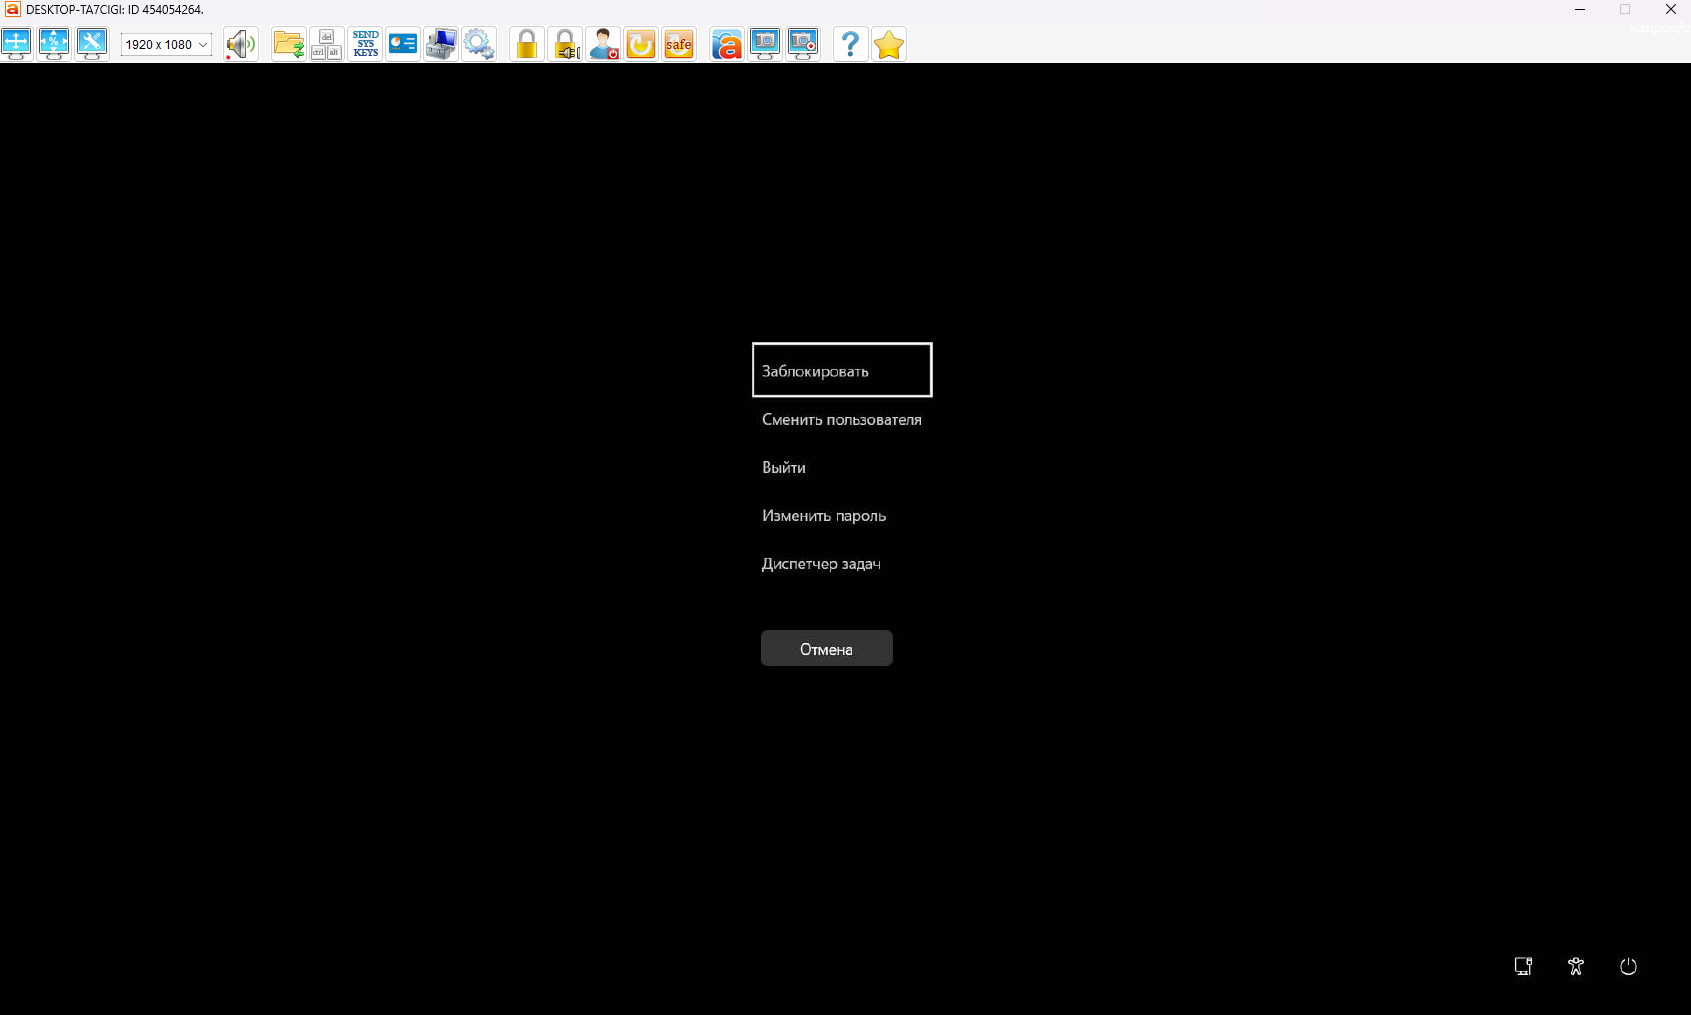 DESKTOP-TA7CIGI: ID 454054264.
1920 x 1080
del
ctrl alt
SEND
SYS
KEYS
safe
Заблокировать
Сменить пользователя
Выйти
Изменить пароль
Диспетчер задач
Отмена